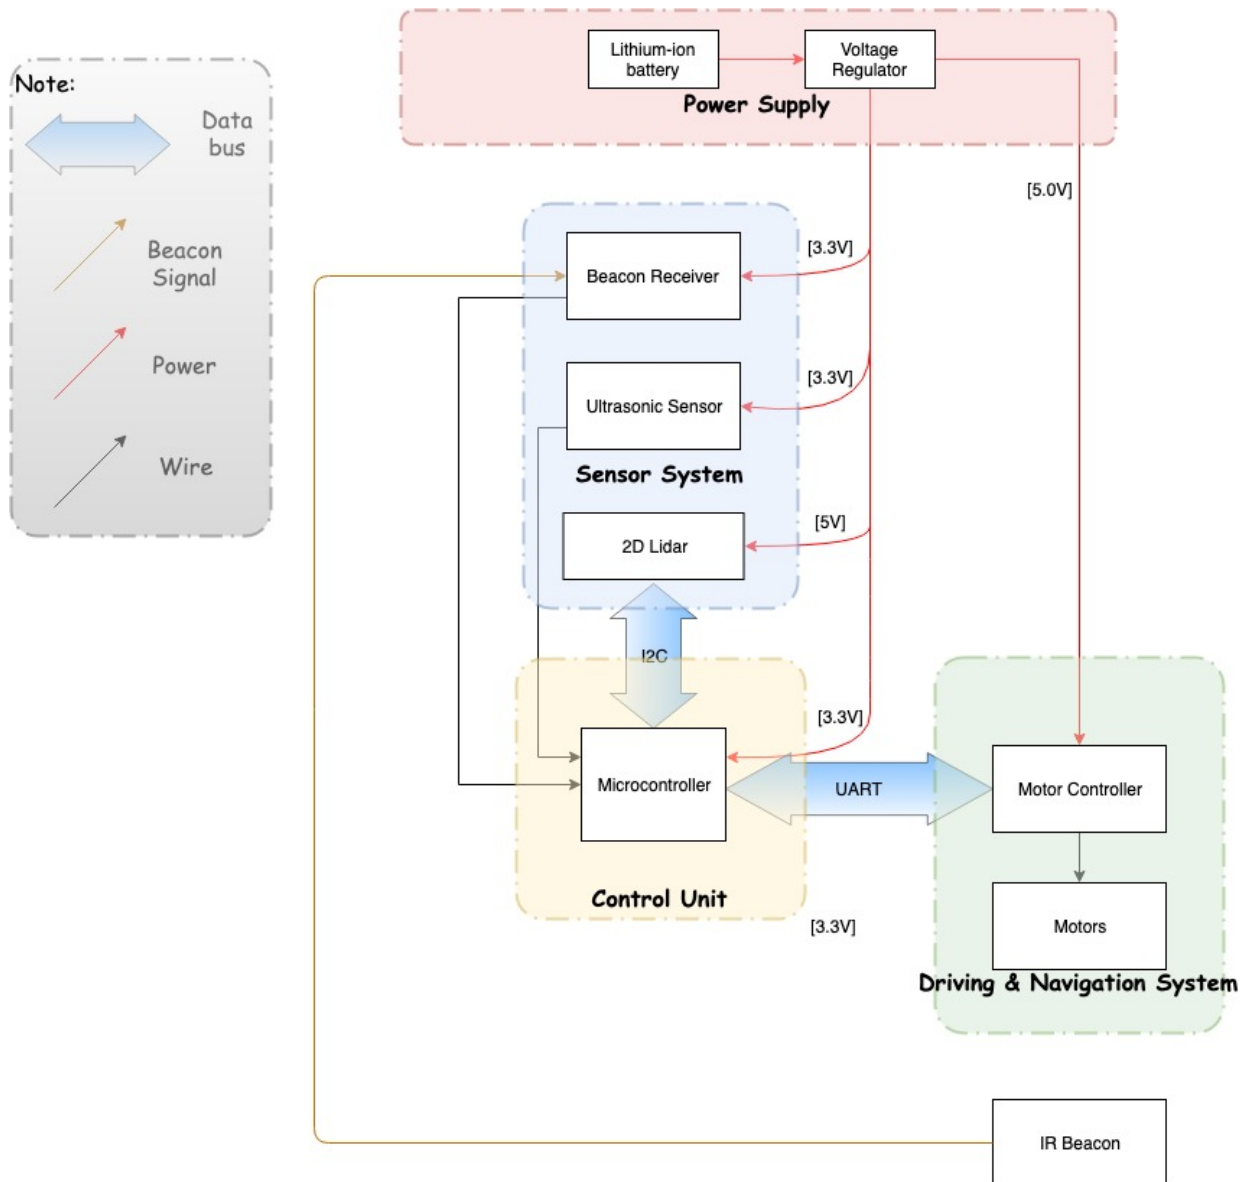 Lithium-ion
battery
Voltage
Regulator
Power Supply
Note:
Data
bus
Beacon
Signal
Power
Wire
[5.0V]
[3.3V]
Beacon Receiver
[3.3V]
Ultrasonic Sensor
Sensor System
[5V]
2D Lidar
I2C
[3.3V]
Microcontroller
UART
Motor Controller
Control Unit
[3.3V]
Motors
Driving & Navigation System
IR Beacon